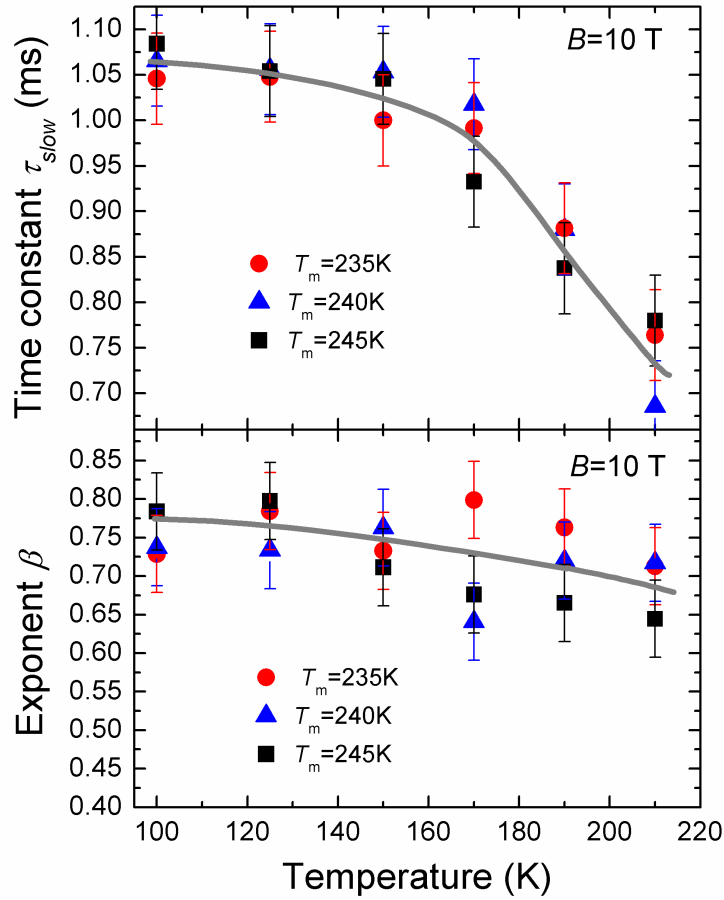 1.10
1.05
1.00
0.95
0.90
0.85
0.80
0.75
0.70
Time constant τslow (ms)
B=10 T
Tm=235K
Tm=240K
Tm=245K
0.85
0.80
0.75
0.70
0.65
0.60
0.55
0.50
0.45
0.40
Exponent β
B=10 T
Tm=235K
Tm=240K
Tm=245K
100 120 140 160 180 200 220
Temperature (K)